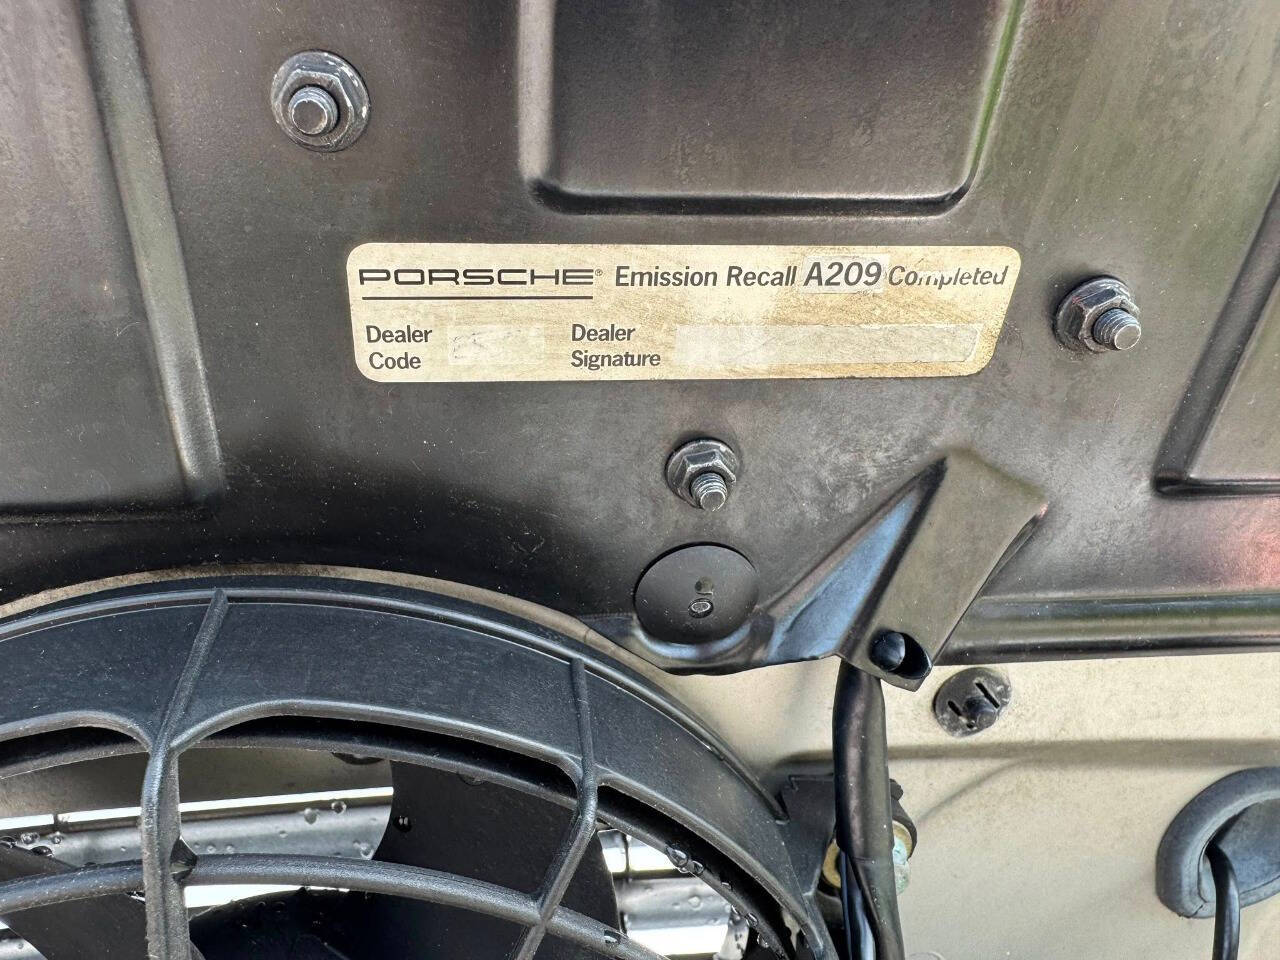 PORSCHE® Emission Recall A209 Completed
Dealer Code
Dealer Signature